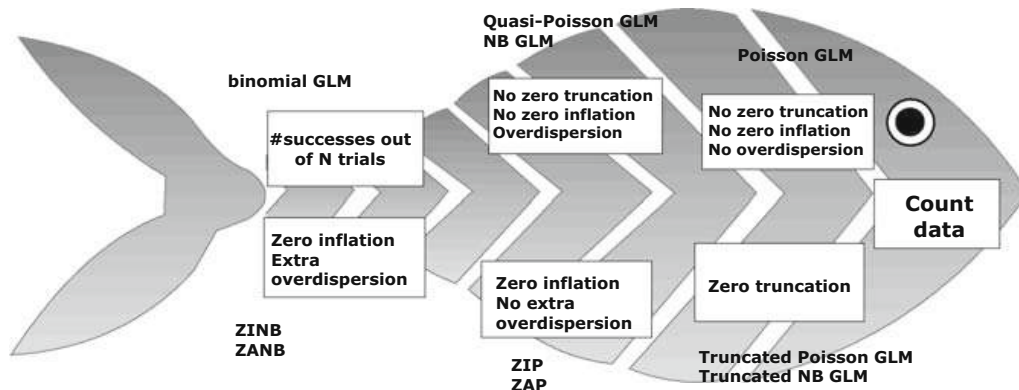 Quasi-Poisson GLM
NB GLM
Poisson GLM
binomial GLM
No zero truncation
No zero inflation
Overdispersion
No zero truncation
No zero inflation
No overdispersion
#successes out
of N trials
Count
data
Zero inflation
Extra
overdispersion
Zero inflation
No extra
overdispersion
Zero truncation
ZINB
ZANB
ZIP
ZAP
Truncated Poisson GLM
Truncated NB GLM